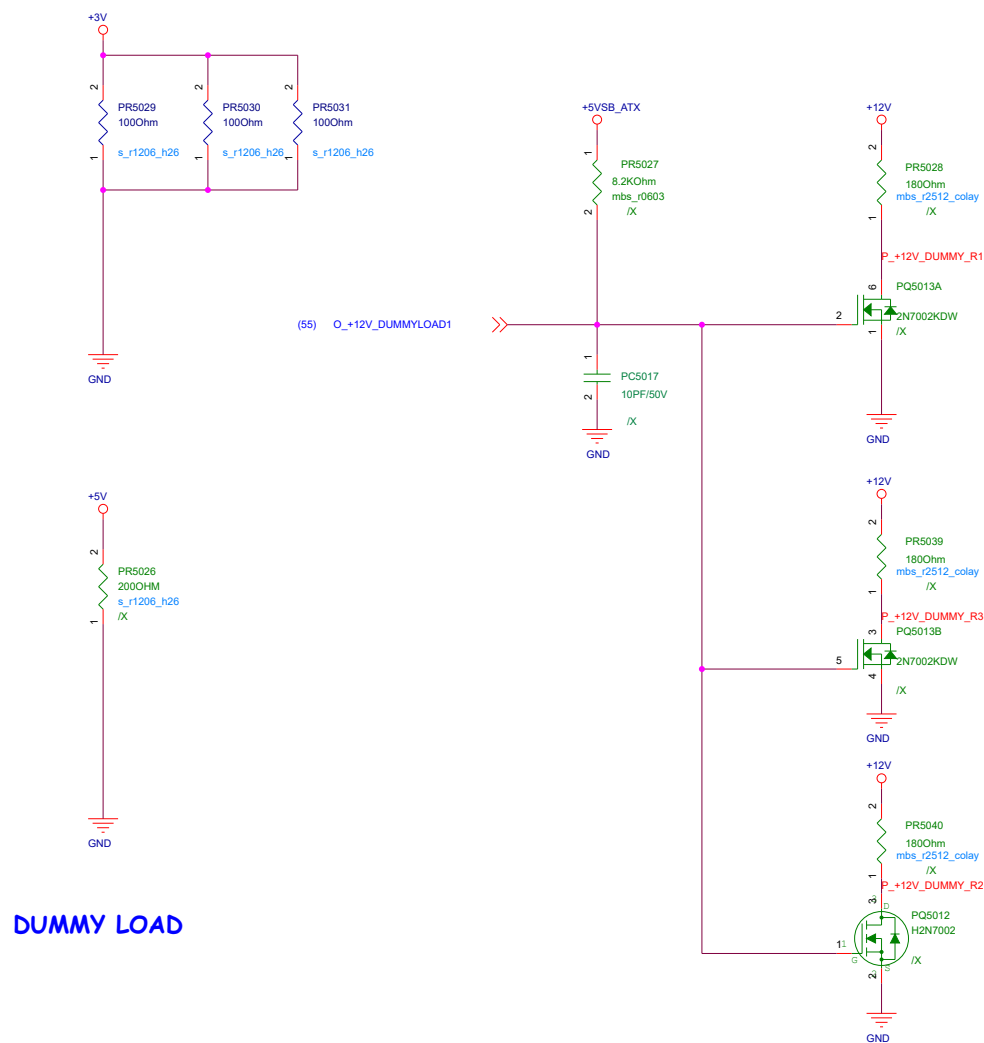 +3V
2
PR5029
100Ohm
s_r1206_h26
1
2
PR5030
100Ohm
s_r1206_h26
1
2
PR5031
100Ohm
s_r1206_h26
1
GND
+5VSB_ATX
1
PR5027
8.2KOhm
mbs_r0603
/X
2
(55) O_+12V_DUMMYLOAD1
1
PC5017
10PF/50V
2
/X
GND
+12V
2
PR5028
180Ohm
mbs_r2512_colay
/X
1
P_+12V_DUMMY_R1
6
PQ5013A
2
2N7002KDW
/X
1
GND
+5V
2
PR5026
200OHM
s_r1206_h26
/X
1
GND
+12V
2
PR5039
180Ohm
mbs_r2512_colay
/X
1
P_+12V_DUMMY_R3
3
PQ5013B
5
2N7002KDW
4
/X
GND
+12V
2
PR5040
180Ohm
mbs_r2512_colay
/X
1
P_+12V_DUMMY_R2
3
D
PQ5012
H2N7002
1
1
G
S
/X
2
GND
DUMMY LOAD